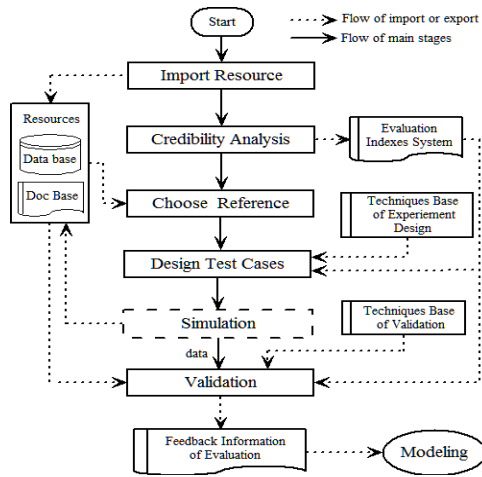 Start
Flow of import or export
Flow of main stages
Import Resource
Resources
Data base
Doc Base
Credibility Analysis
Evaluation
Indexes System
Choose Reference
Techniques Base
of Experiement
Design
Design Test Cases
Simulation
Techniques Base
of Validation
data
Validation
Feedback Information
of Evaluation
Modeling